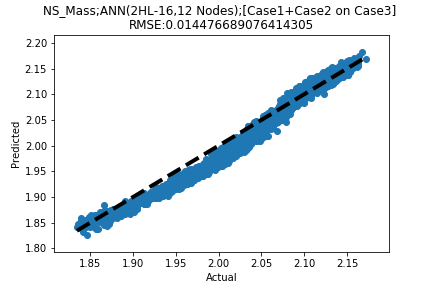 NS_Mass;ANN(2HL-16,12 Nodes);[Case1+Case2 on Case3]
RMSE:0.014476689076414305
2.20
2.15
2.10
2.05
2.00
1.95
1.90
1.85
1.80
Predicted
1.85 1.90 1.95 2.00 2.05 2.10 2.15
Actual